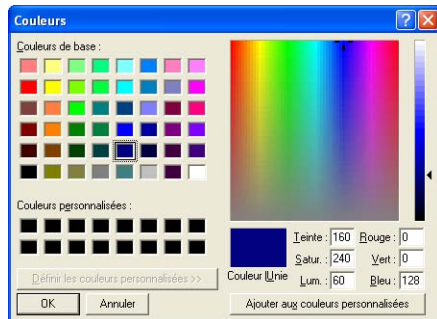 Couleurs
Couleurs de base :
Couleurs personnalisées :
Définir les couleurs personnalisées >>
OK
Annuler
Couleur |Unie
Teinte : 160
Satur. : 240
Lum. : 60
Rouge : 0
Vert : 0
Bleu : 128
Ajouter aux couleurs personnalisées